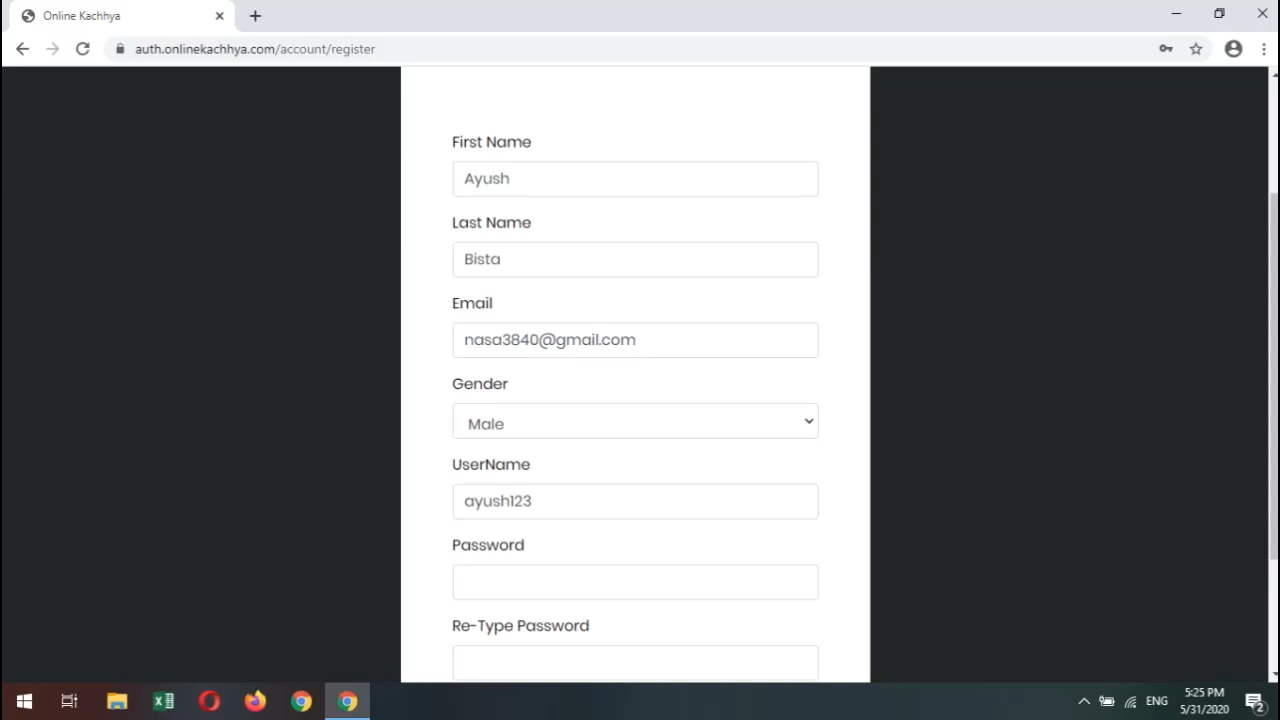 Online Kachhya
auth.onlinekachhya.com/account/register
First Name
Ayush
Last Name
Bista
Email
nasa3840@gmail.com
Gender
Male
UserName
ayush123
Password
Re-Type Password
ENG
5:25 PM
5/31/2020
2